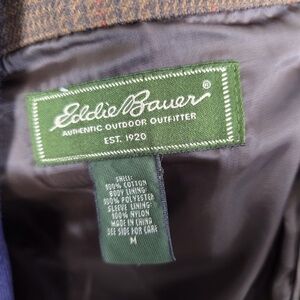 Eddie Bauer®
AUTHENTIC OUTDOOR OUTFITTER
EST. 1920
SHELL:
100% COTTON
BODY LINING:
100% POLYESTER
SLEEVE LINING:
100% NYLON
MADE IN CHINA
SEE SIDE FOR CARE
M